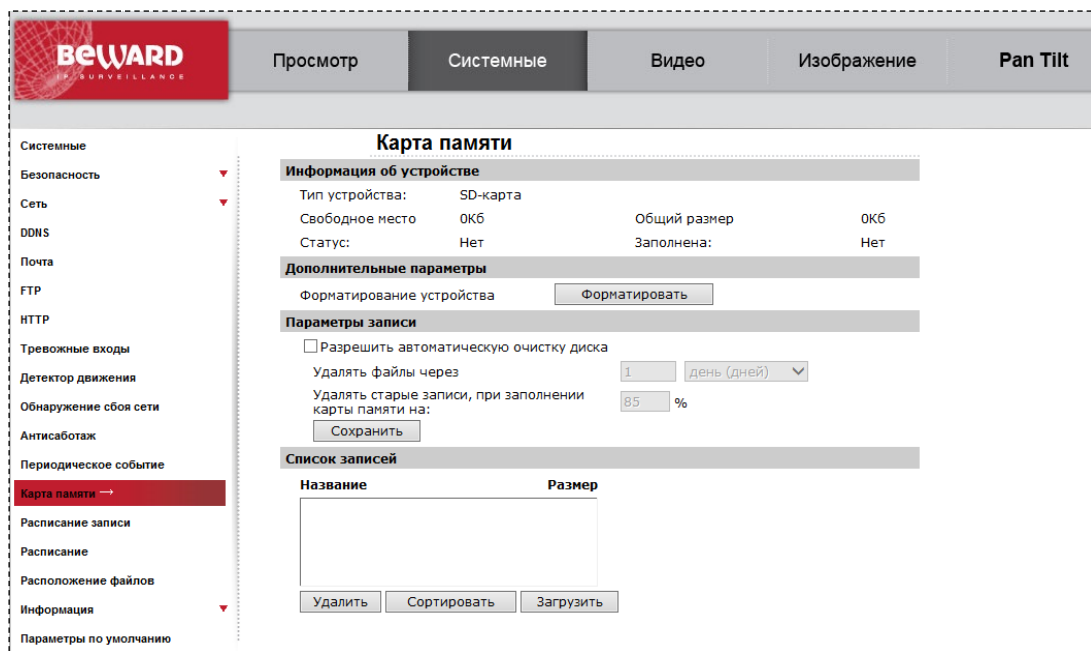 BEWARD
IP SURVEILLANCE
Просмотр Системные Видео Изображение Pan Tilt
Системные
Безопасность
Сеть
DDNS
Почта
FTP
HTTP
Тревожные входы
Детектор движения
Обнаружение сбоя сети
Антисаботаж
Периодическое событие
Карта памяти →
Расписание записи
Расписание
Расположение файлов
Информация
Параметры по умолчанию
Карта памяти
Информация об устройстве
Тип устройства: SD-карта
Свободное место 0Кб Общий размер 0Кб
Статус: Нет Заполнена: Нет
Дополнительные параметры
Форматирование устройства Форматировать
Параметры записи
Разрешить автоматическую очистку диска
Удалять файлы через 1 день (дней)
Удалять старые записи, при заполнении
карты памяти на: 85 %
Сохранить
Список записей
Название Размер
Удалить Сортировать Загрузить